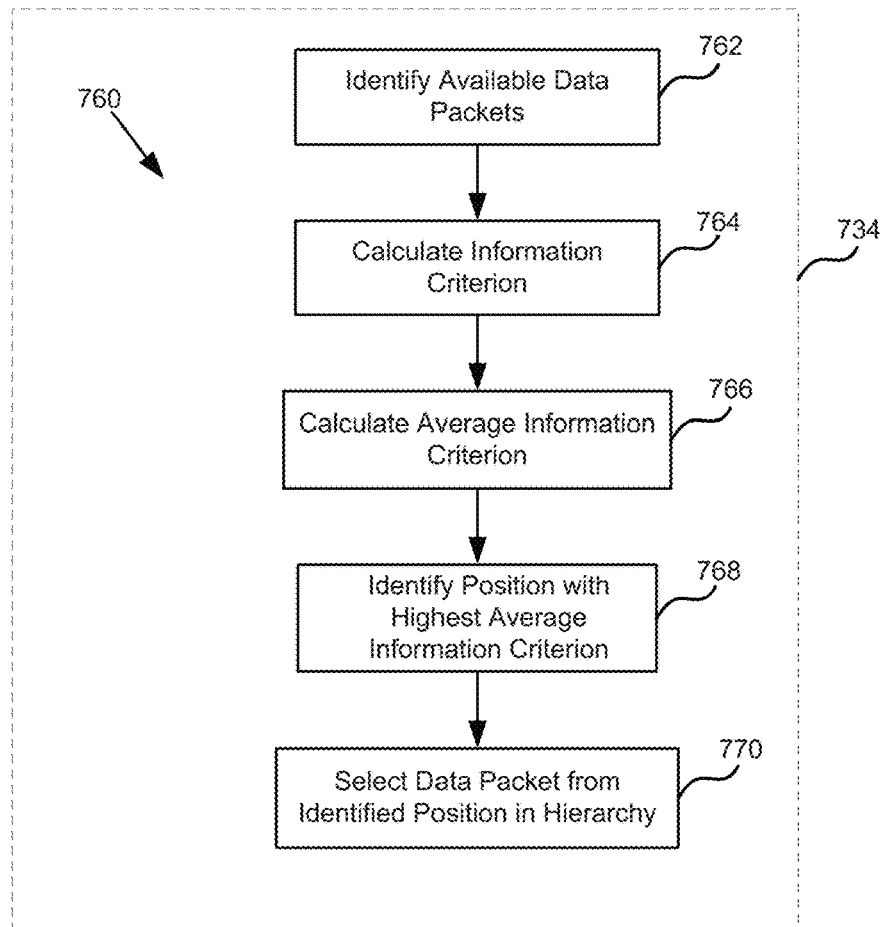 762
Identify Available Data
Packets
760
764
734
Calculate Information
Criterion
766
Calculate Average Information
Criterion
768
Identify Position with
Highest Average
Information Criterion
770
Select Data Packet from
Identified Position in Hierarchy